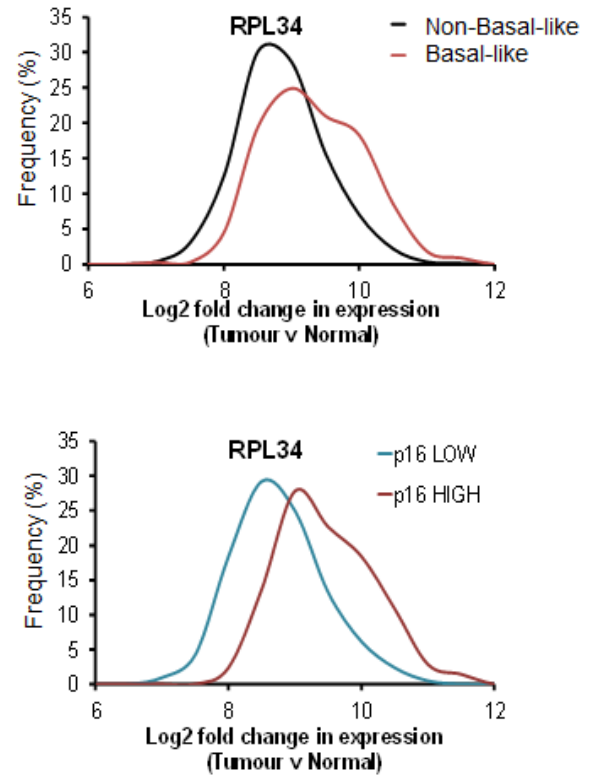 RPL34
Non-Basal-like
Basal-like
Frequency (%)
35
30
25
20
15
10
5
0
6 8 10 12
Log2 fold change in expression
(Tumour v Normal)
RPL34
p16 LOW
p16 HIGH
Frequency (%)
35
30
25
20
15
10
5
0
6 8 10 12
Log2 fold change in expression
(Tumour v Normal)